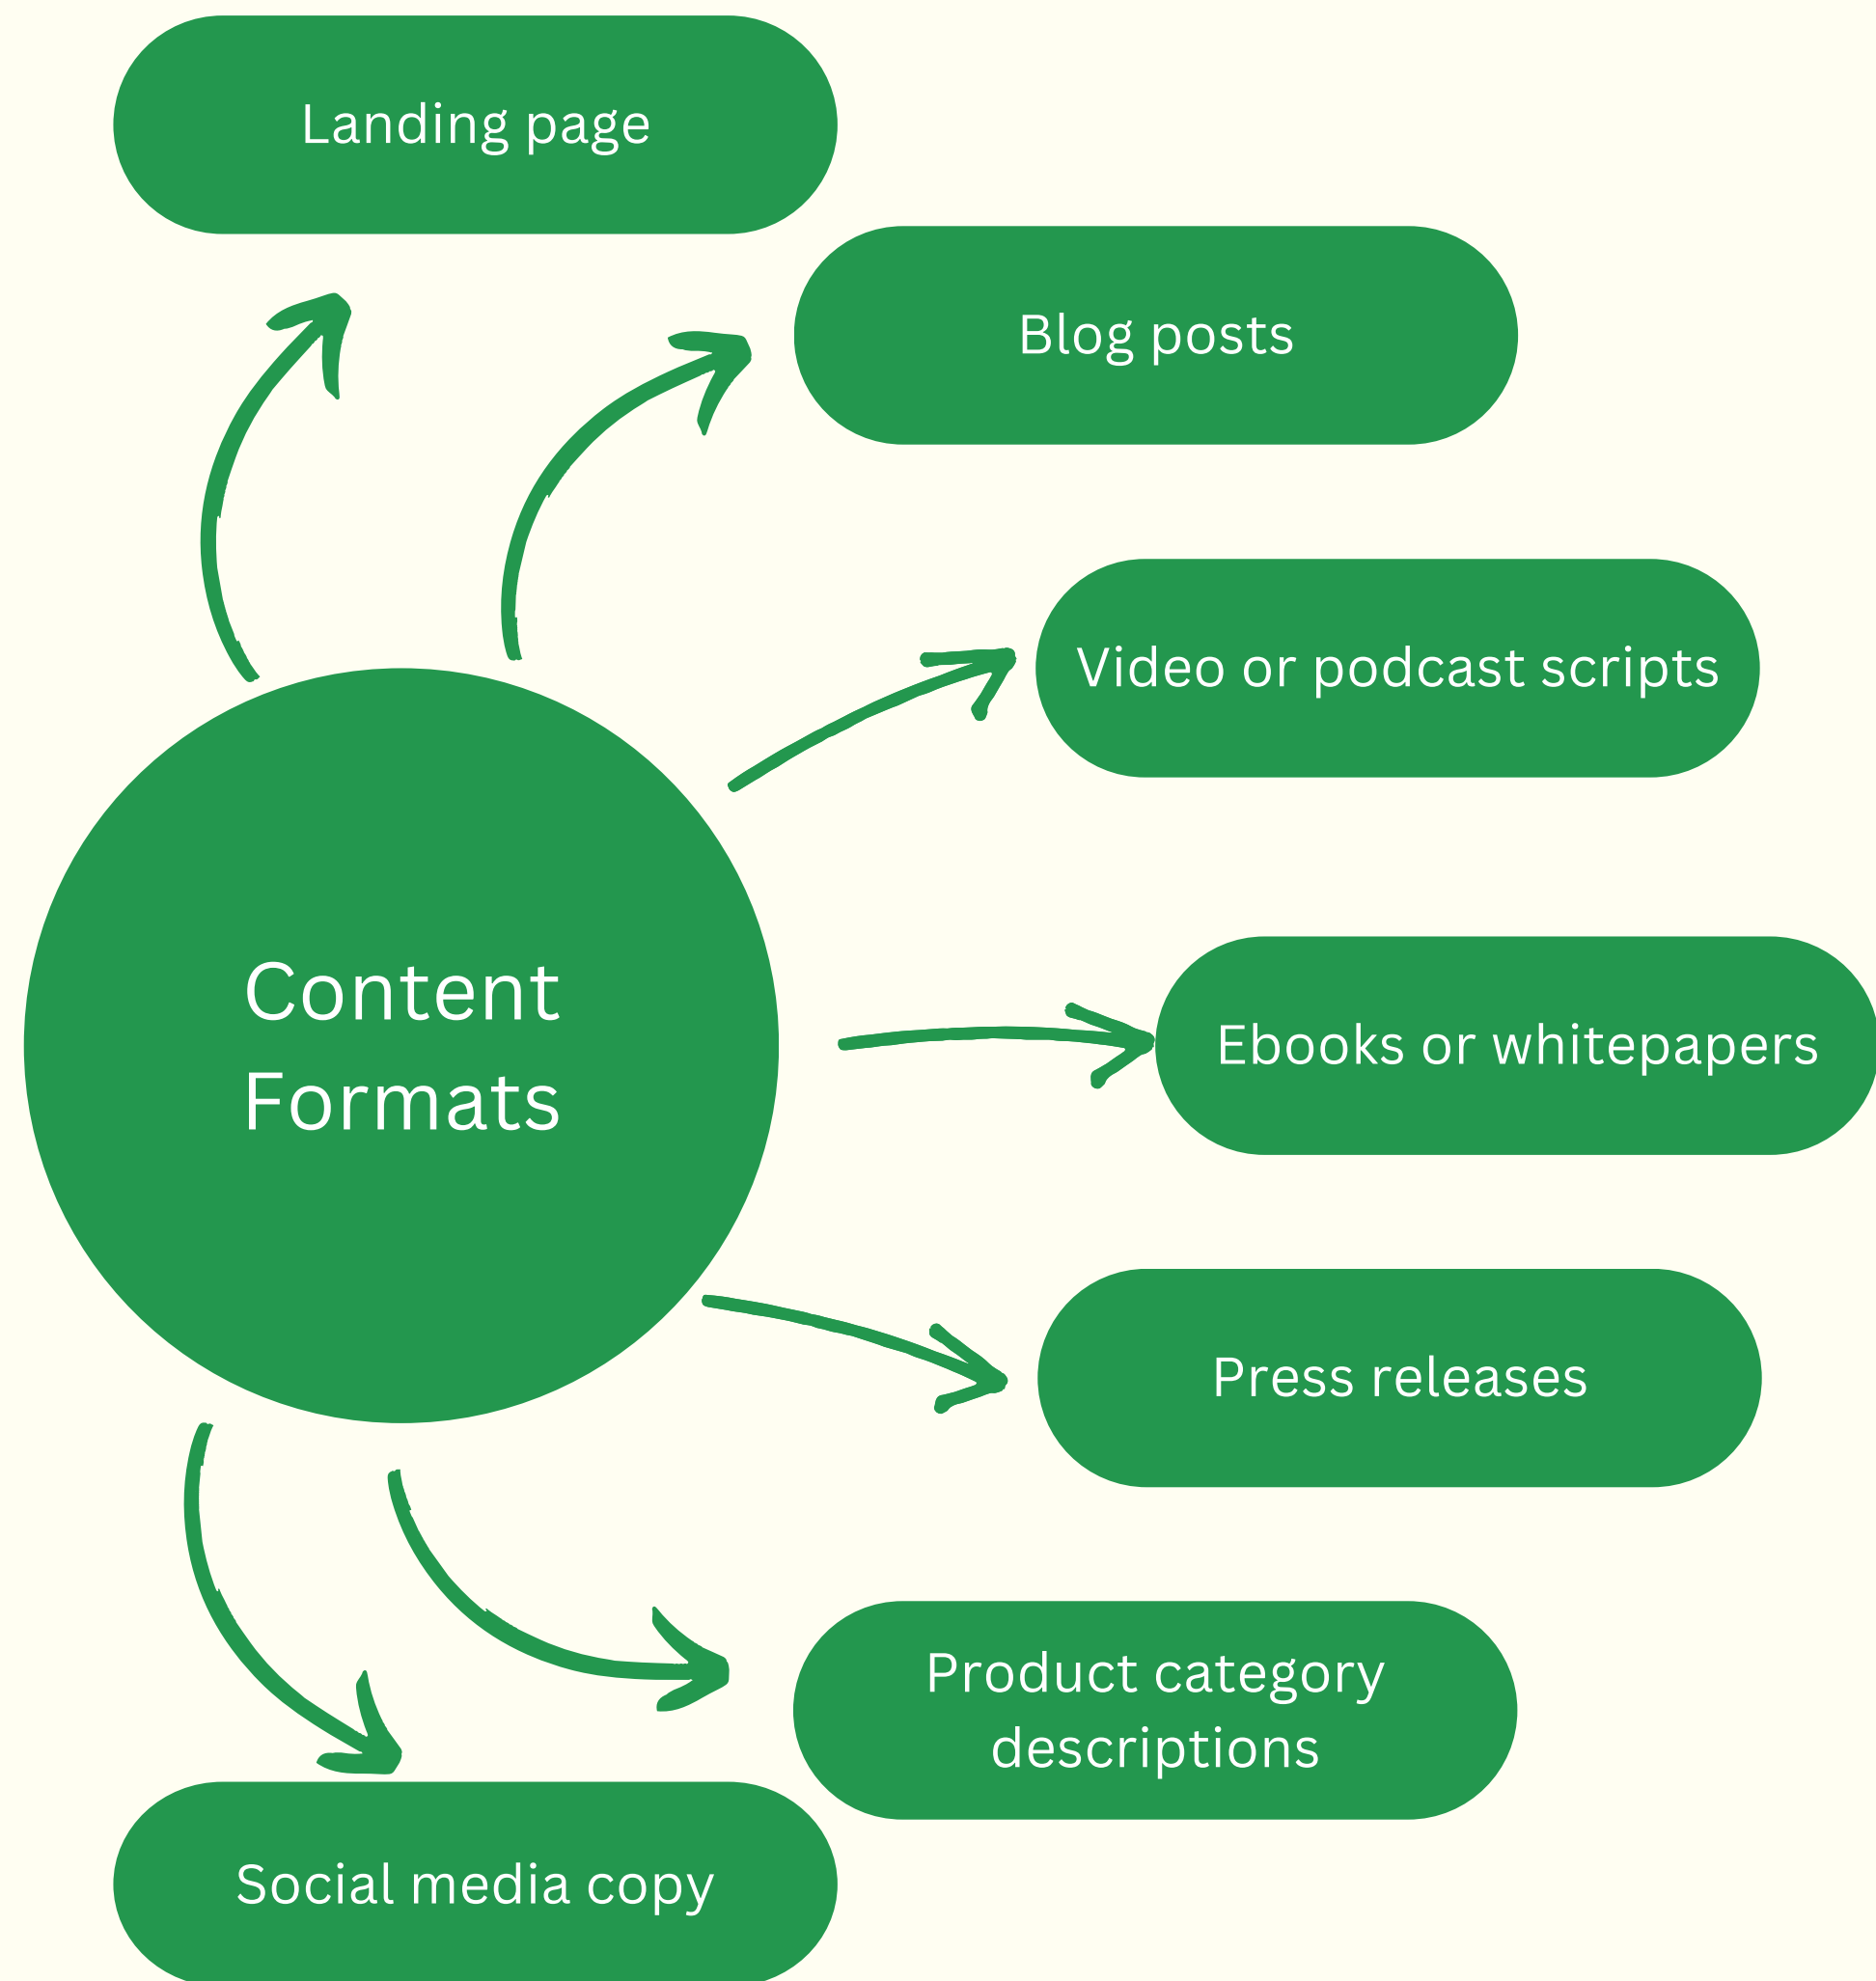 Landing page
Blog posts
Video or podcast scripts
Content
Formats
Ebooks or whitepapers
Press releases
Product category
descriptions
Social media copy